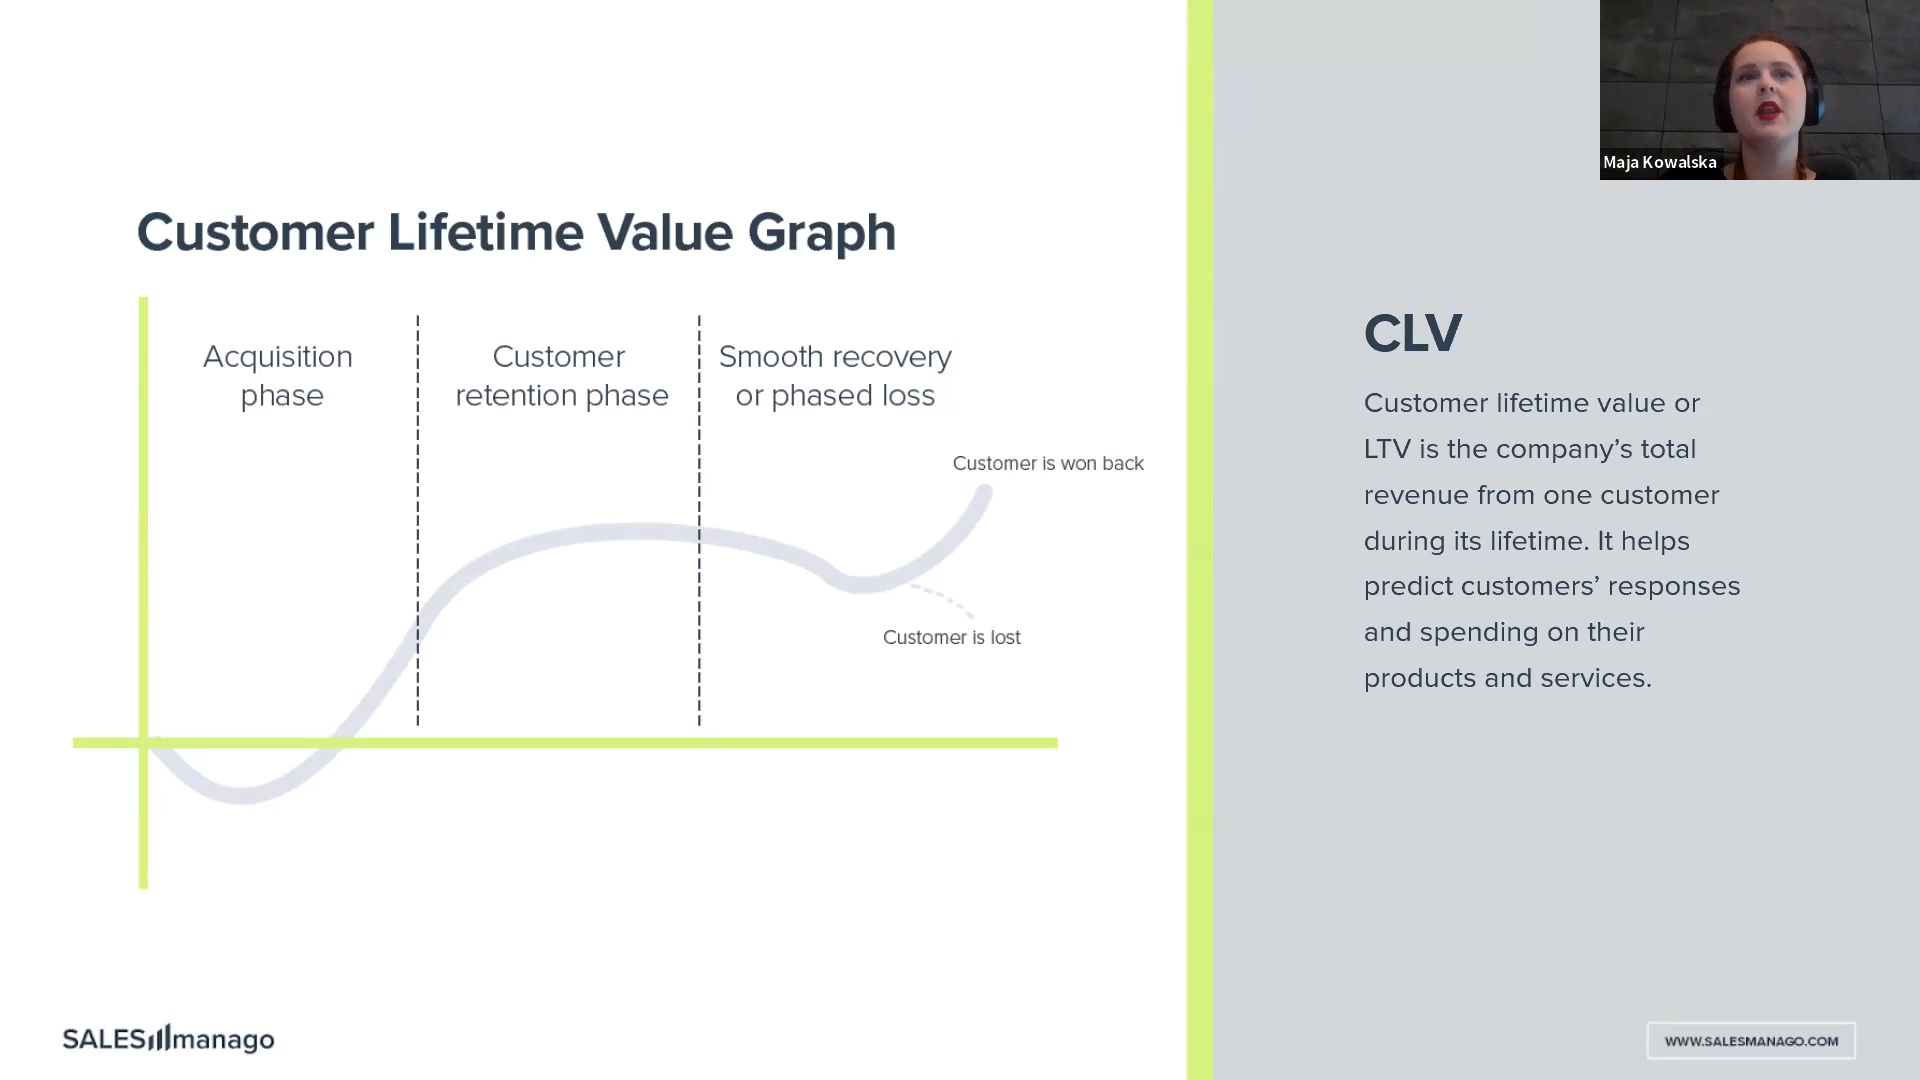 Customer Lifetime Value Graph
Acquisition
phase
Customer
retention phase
Smooth recovery
or phased loss
Customer is won back
Customer is lost
SALESmanago
Maja Kowalska
CLV
Customer lifetime value or
LTV is the company’s total
revenue from one customer
during its lifetime. It helps
predict customers’ responses
and spending on their
products and services.
WWW.SALESMANAGO.COM